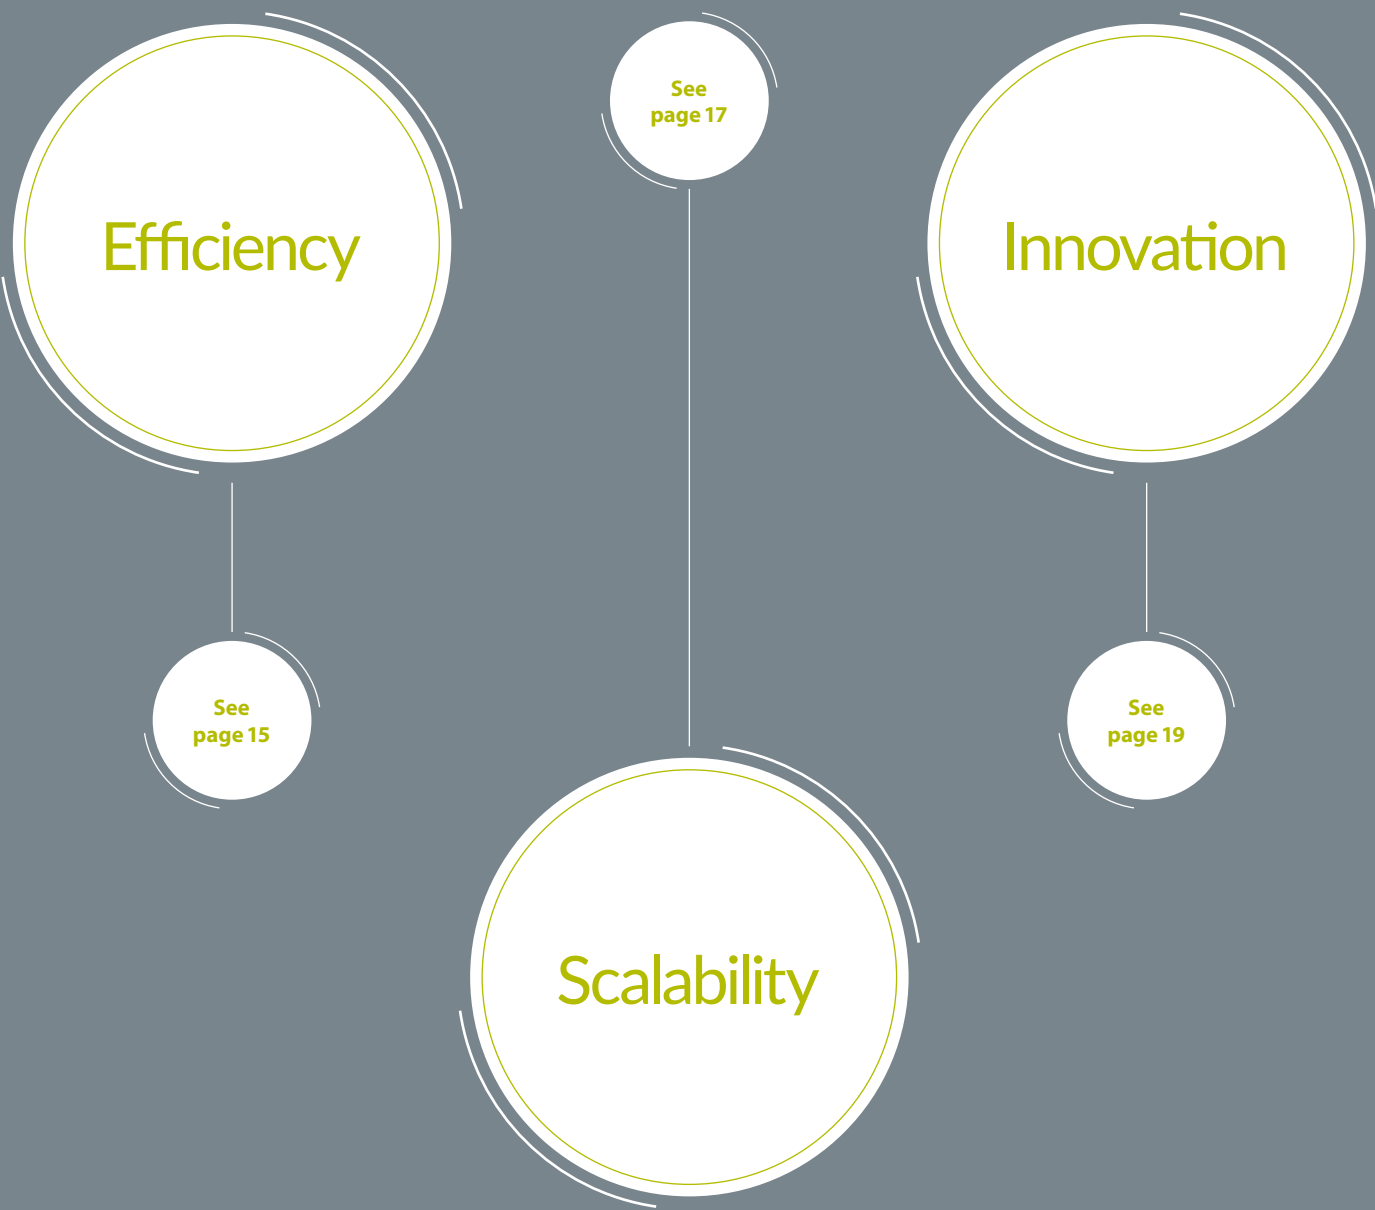 Efficiency
See
page 15
See
page 17
Scalability
Innovation
See
page 19